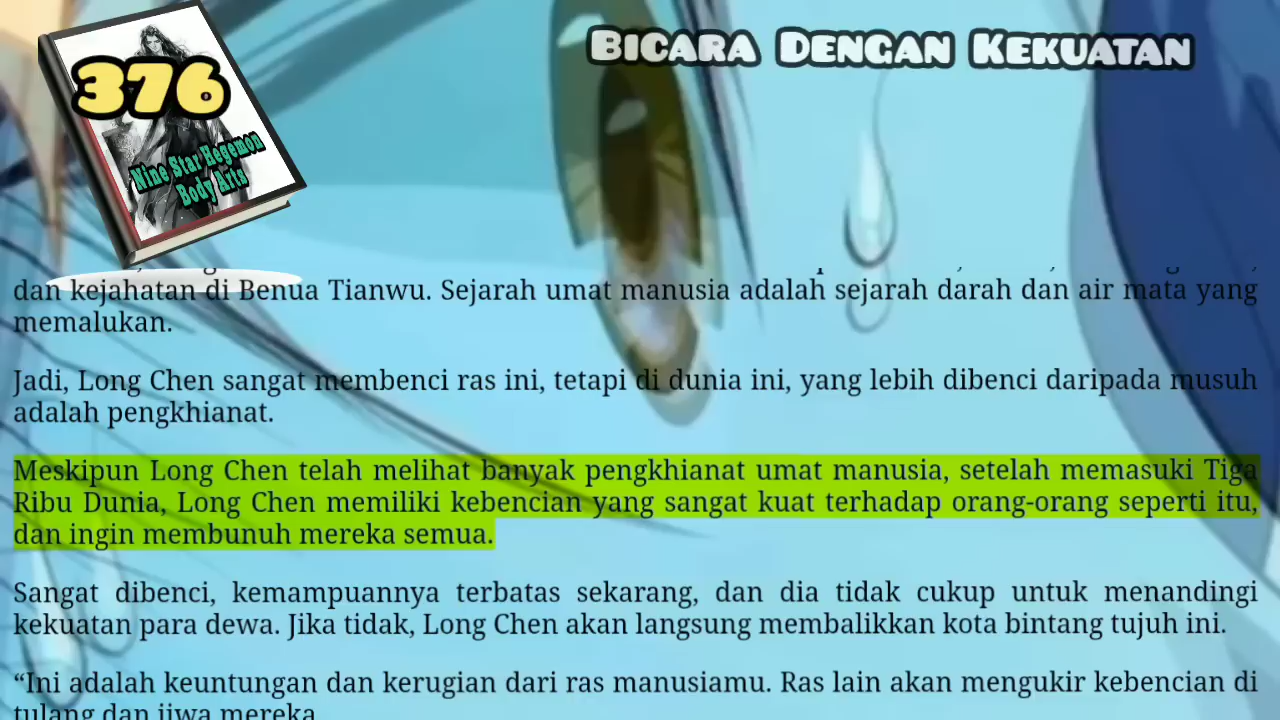 BICARA DENGAN KEKUATAN
376
Nine Star Hegemon
Body Arts
dan kejahatan di Benua Tianwu. Sejarah umat manusia adalah sejarah darah dan air mata yang
memalukan.
Jadi, Long Chen sangat membenci ras ini, tetapi di dunia ini, yang lebih dibenci daripada musuh
adalah pengkhianat.
Meskipun Long Chen telah melihat banyak pengkhianat umat manusia, setelah memasuki Tiga
Ribu Dunia, Long Chen memiliki kebencian yang sangat kuat terhadap orang-orang seperti itu,
dan ingin membunuh mereka semua.
Sangat dibenci, kemampuannya terbatas sekarang, dan dia tidak cukup untuk menandingi
kekuatan para dewa. Jika tidak, Long Chen akan langsung membalikkan kota bintang tujuh ini.
“Ini adalah keuntungan dan kerugian dari ras manusiamu. Ras lain akan mengukir kebencian di
tulang dan jiwa mereka